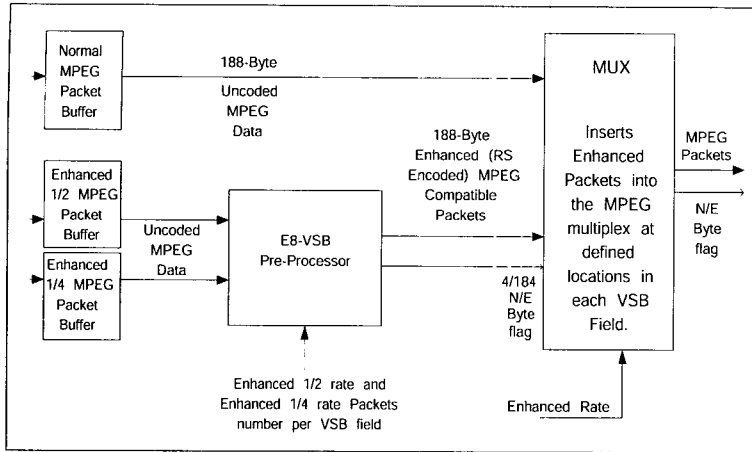 Normal
MPEG
Packet
Buffer
188-Byte
Uncoded
MPEG
Data
Enhanced
1/2 MPEG
Packet
Buffer
Enhanced
1/4 MPEG
Packet
Buffer
Uncoded
MPEG
Data
E8-VSB
Pre-Processor
188-Byte
Enhanced (RS
Encoded) MPEG
Compatible
Packets
4/184
N/E
Byte
flag
Enhanced 1/2 rate and
Enhanced 1/4 rate Packets
number per VSB field
MUX
Inserts
Enhanced
Packets into
the MPEG
multiplex at
defined
locations in
each VSB
Field.
Enhanced Rate
MPEG
Packets
N/E
Byte
flag